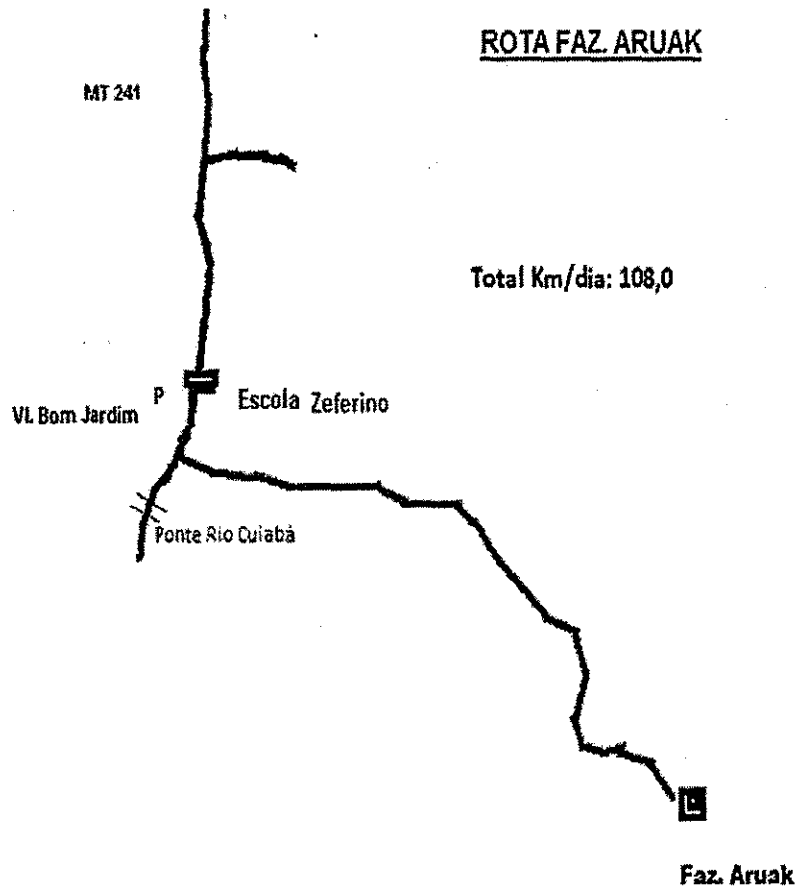 ROTA FAZ. ARUAK
MT 241
Total Km/dia: 108,0
P
Escola Zeferino
VI. Bom Jardim
Ponte Rio Cuiabá
Faz. Aruak